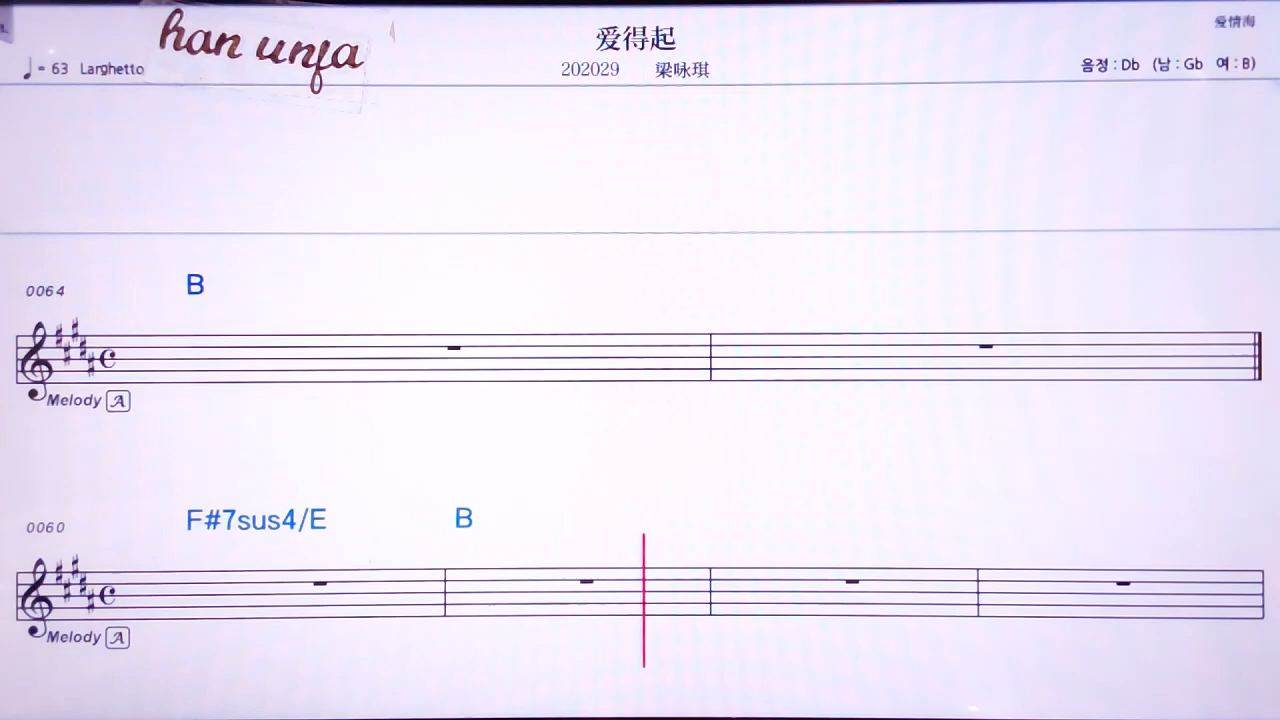 han unfa
爱得起
爱情海
♩= 63 Larghetto
202029 梁咏琪
음정 : Db (남 : Gb 여 : B)
0064
B
Melody A
0060
F#7sus4/E B
Melody A